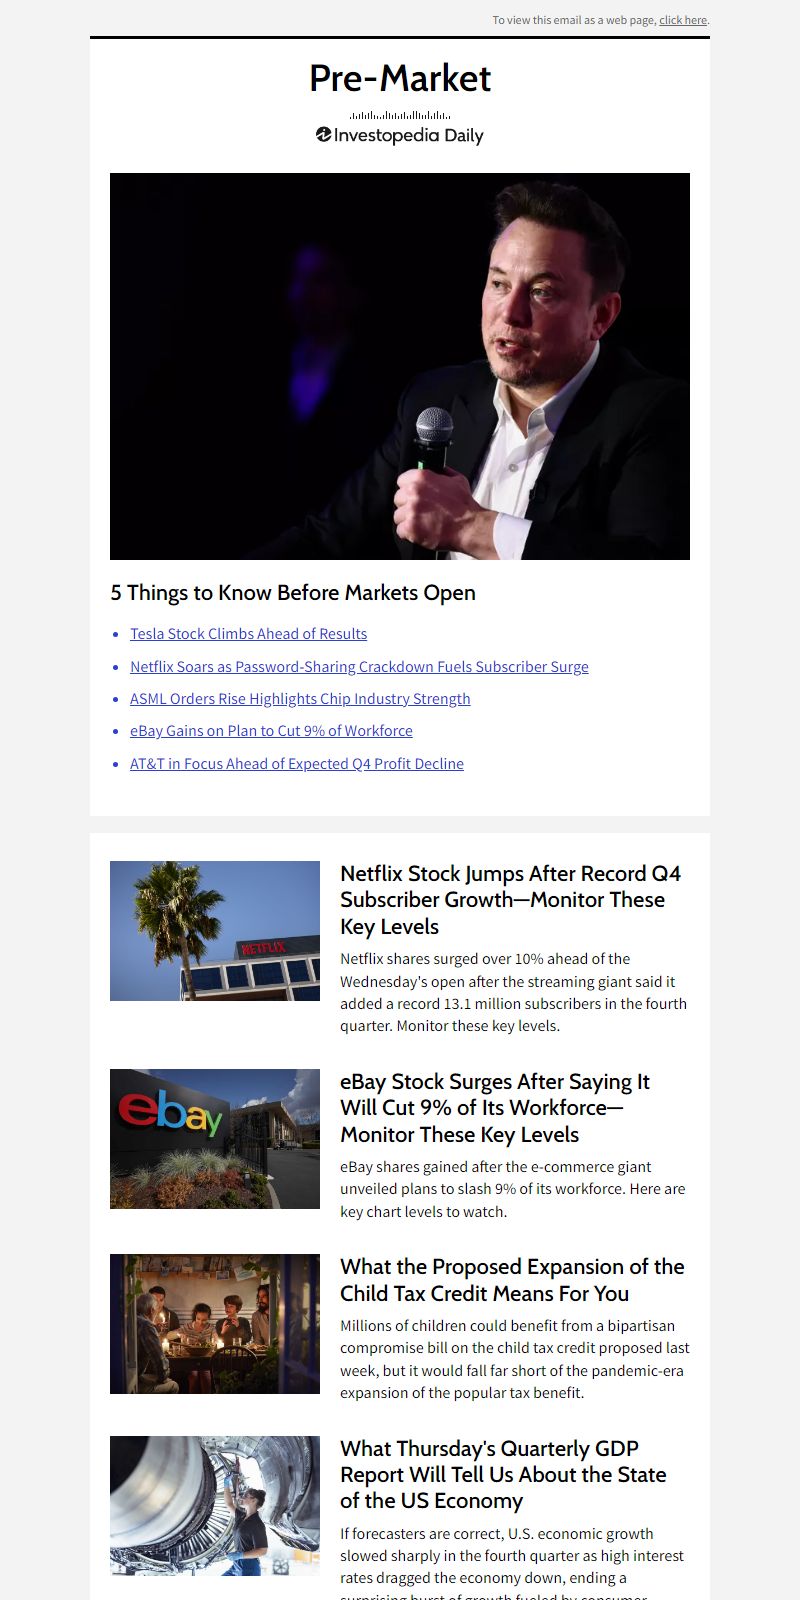 To view this email as a web page, click here.
Pre-Market
Investopedia Daily
5 Things to Know Before Markets Open
Tesla Stock Climbs Ahead of Results
Netflix Soars as Password-Sharing Crackdown Fuels Subscriber Surge
ASML Orders Rise Highlights Chip Industry Strength
eBay Gains on Plan to Cut 9% of Workforce
AT&T in Focus Ahead of Expected Q4 Profit Decline
NETFLIX
Netflix Stock Jumps After Record Q4
Subscriber Growth—Monitor These
Key Levels
Netflix shares surged over 10% ahead of the
Wednesday's open after the streaming giant said it
added a record 13.1 million subscribers in the fourth
quarter. Monitor these key levels.
ebay
eBay Stock Surges After Saying It
Will Cut 9% of Its Workforce—
Monitor These Key Levels
eBay shares gained after the e-commerce giant
unveiled plans to slash 9% of its workforce. Here are
key chart levels to watch.
What the Proposed Expansion of the
Child Tax Credit Means For You
Millions of children could benefit from a bipartisan
compromise bill on the child tax credit proposed last
week, but it would fall far short of the pandemic-era
expansion of the popular tax benefit.
What Thursday's Quarterly GDP
Report Will Tell Us About the State
of the US Economy
If forecasters are correct, U.S. economic growth
slowed sharply in the fourth quarter as high interest
rates dragged the economy down, ending a
surprising burst of growth fueled by consumer